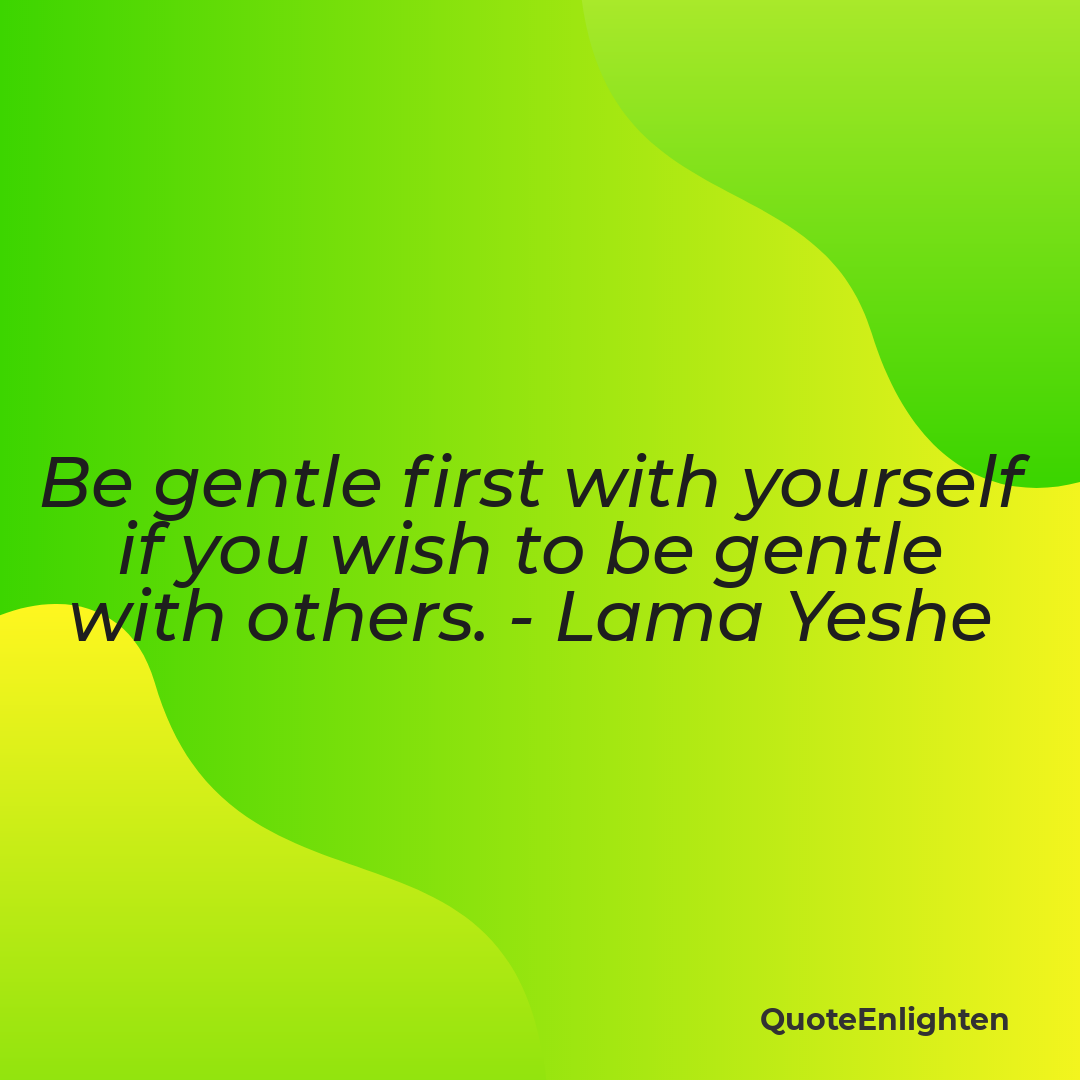 Be gentle first with yourself
if you wish to be gentle
with others. - Lama Yeshe
QuoteEnlighten